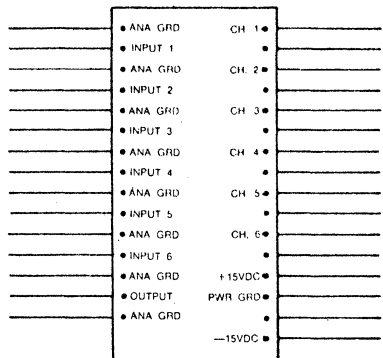 ANA GRD CH. 1
INPUT 1
ANA GRD CH. 2
INPUT 2
ANA GRD CH. 3
INPUT 3
ANA GRD CH. 4
INPUT 4
ANA GRD CH. 5
INPUT 5
ANA GRD CH. 6
INPUT 6
ANA GRD +15VDC
OUTPUT PWR GRD
ANA GRD
—15VDC